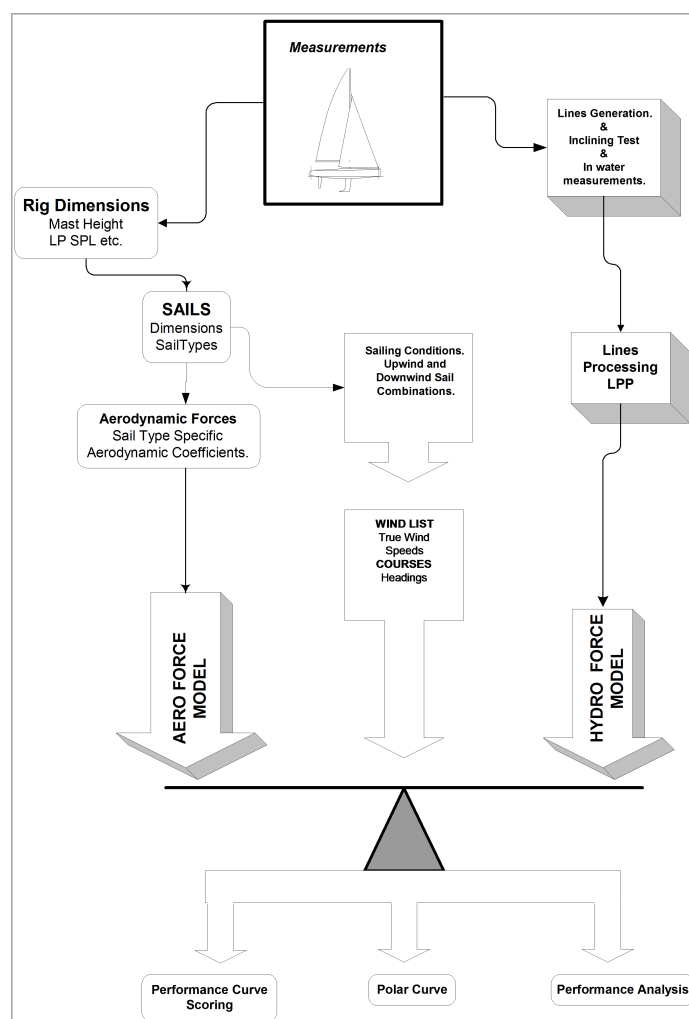 Measurements
Lines Generation.
&
Inclining Test
&
In water
measurements.
Rig Dimensions
Mast Height
LP SPL etc.
SAILS
Dimensions
SailTypes
Sailing Conditions.
Upwind and
Downwind Sail
Combinations.
Lines
Processing
LPP
Aerodynamic Forces
Sail Type Specific
Aerodynamic Coefficients.
WIND LIST
True Wind
Speeds
COURSES
Headings
AERO FORCE
MODEL
HYDRO FORCE
MODEL
Performance Curve
Scoring
Polar Curve
Performance Analysis